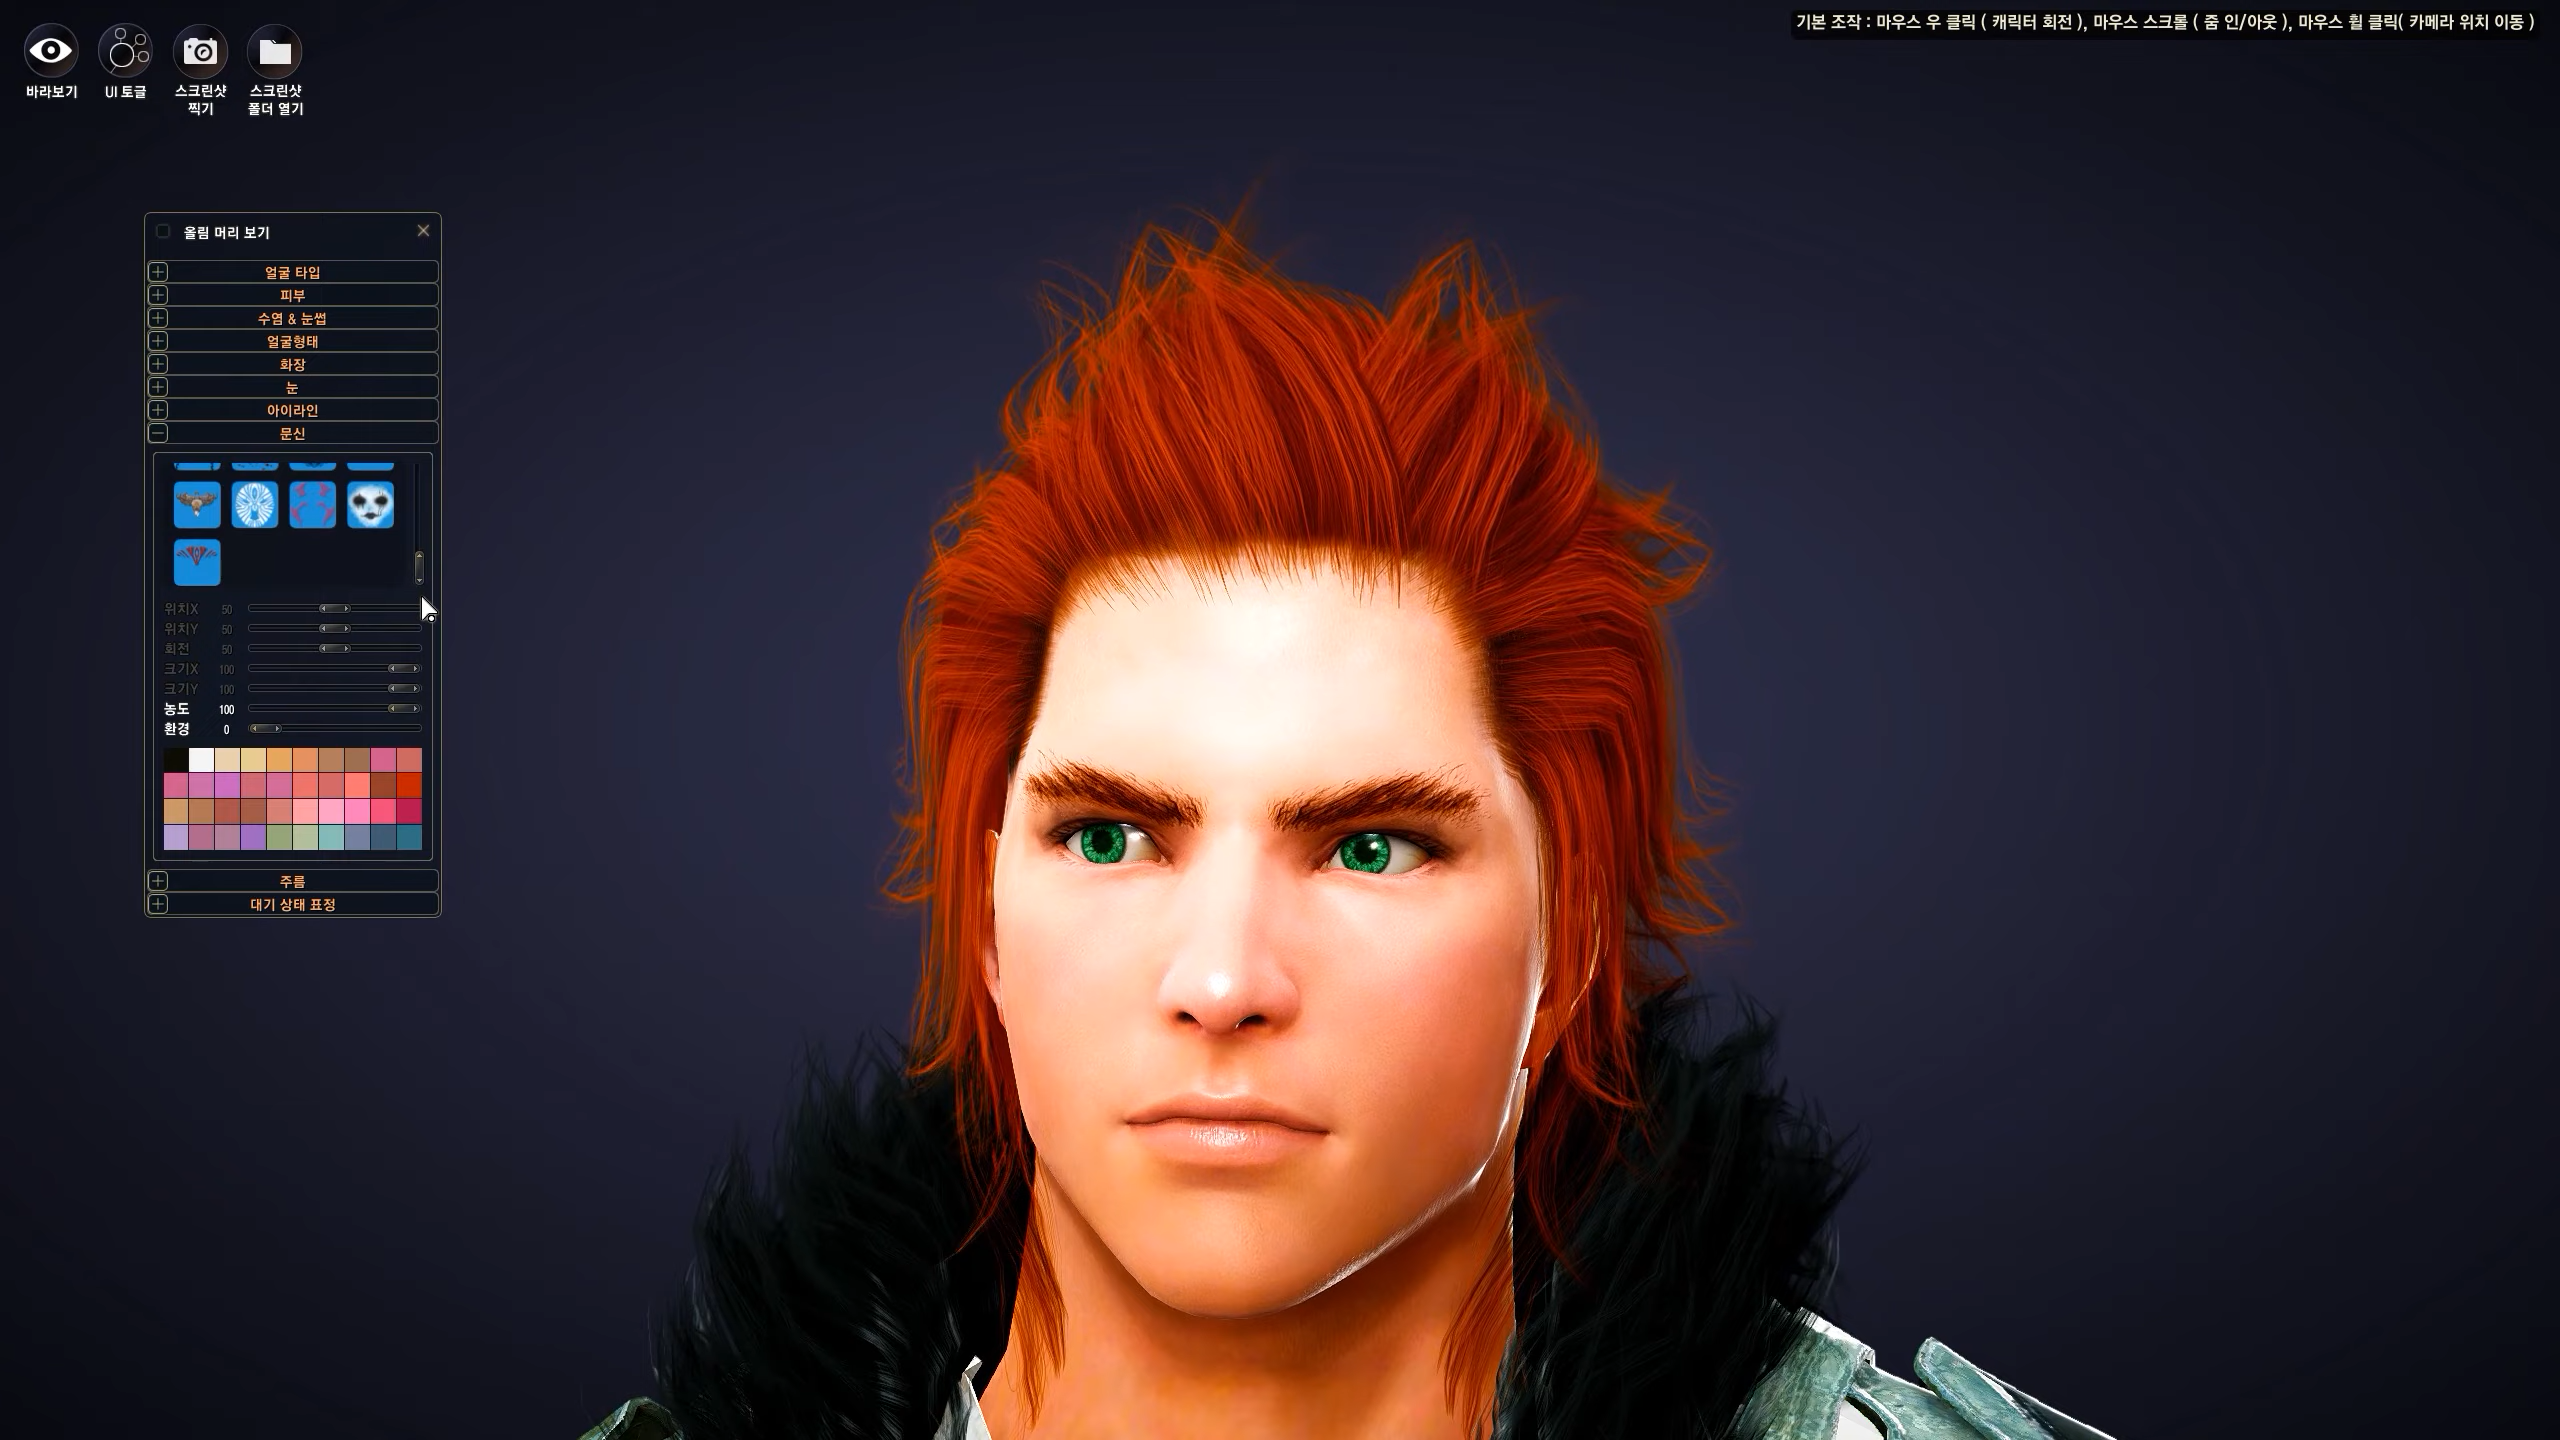 기본 조작 : 마우스 우 클릭 ( 캐릭터 회전 ), 마우스 스크롤 ( 줌 인/아웃 ), 마우스 휠 클릭( 카메라 위치 이동 )
바라보기
UI 토글
스크린샷
찍기
스크린샷
폴더 열기
올림 머리 보기
얼굴 타입
피부
수염 & 눈썹
얼굴형태
화장
눈
아이라인
문신
위치X 50
위치Y 50
회전 50
크기X 100
크기Y 100
농도 100
환경 0
주름
대기 상태 표정